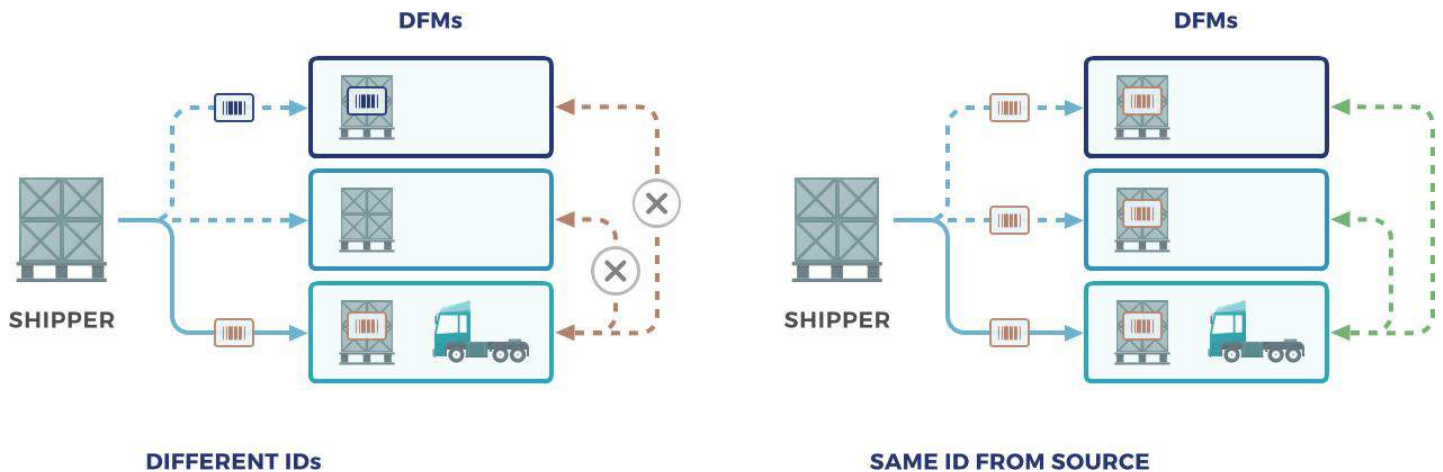 DFMs
DFMs
SHIPPER
SHIPPER
DIFFERENT IDs
SAME ID FROM SOURCE